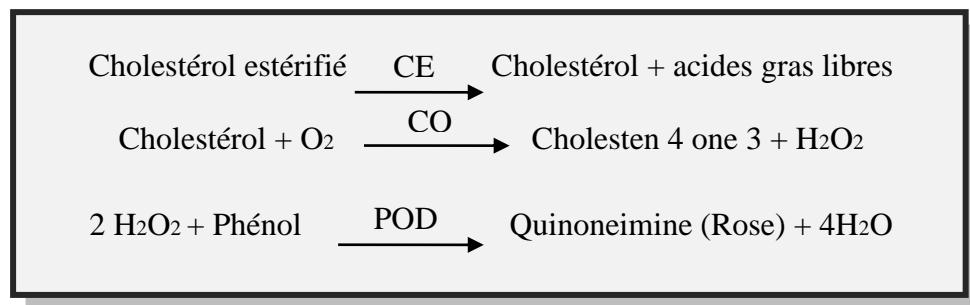 Cholestérol estérifié CE Cholestérol + acides gras libres
Cholestérol + O2 CO Cholesten 4 one 3 + H2O2
2 H2O2 + Phénol POD Quinoneimine (Rose) + 4H2O